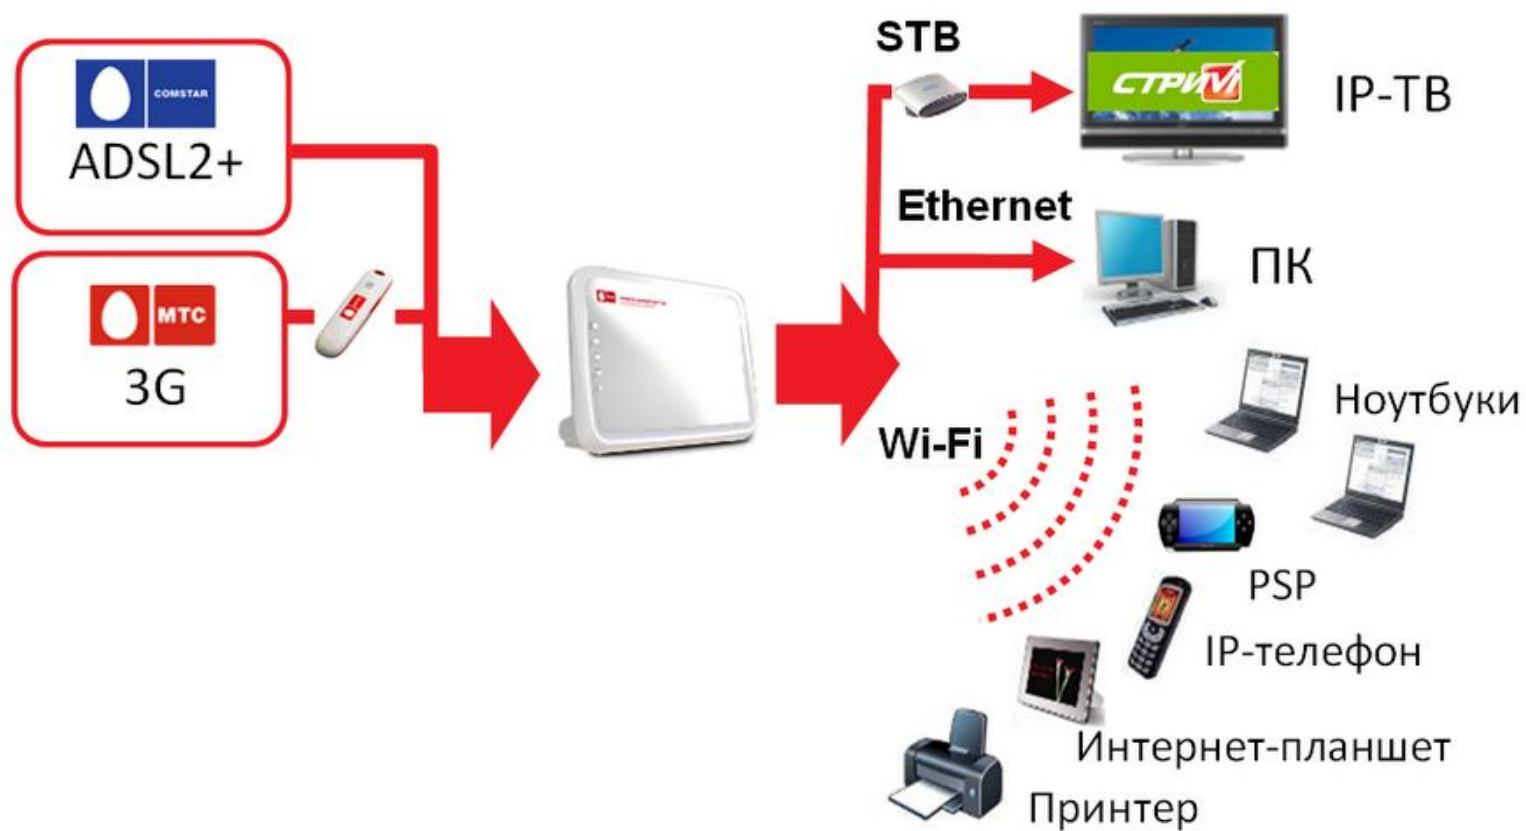 COMSTAR
ADSL2+
МТС
3G
STB
СТРИМ
IP-ТВ
Ethernet
ПК
Wi-Fi
Ноутбуки
PSP
IP-телефон
Интернет-планшет
Принтер